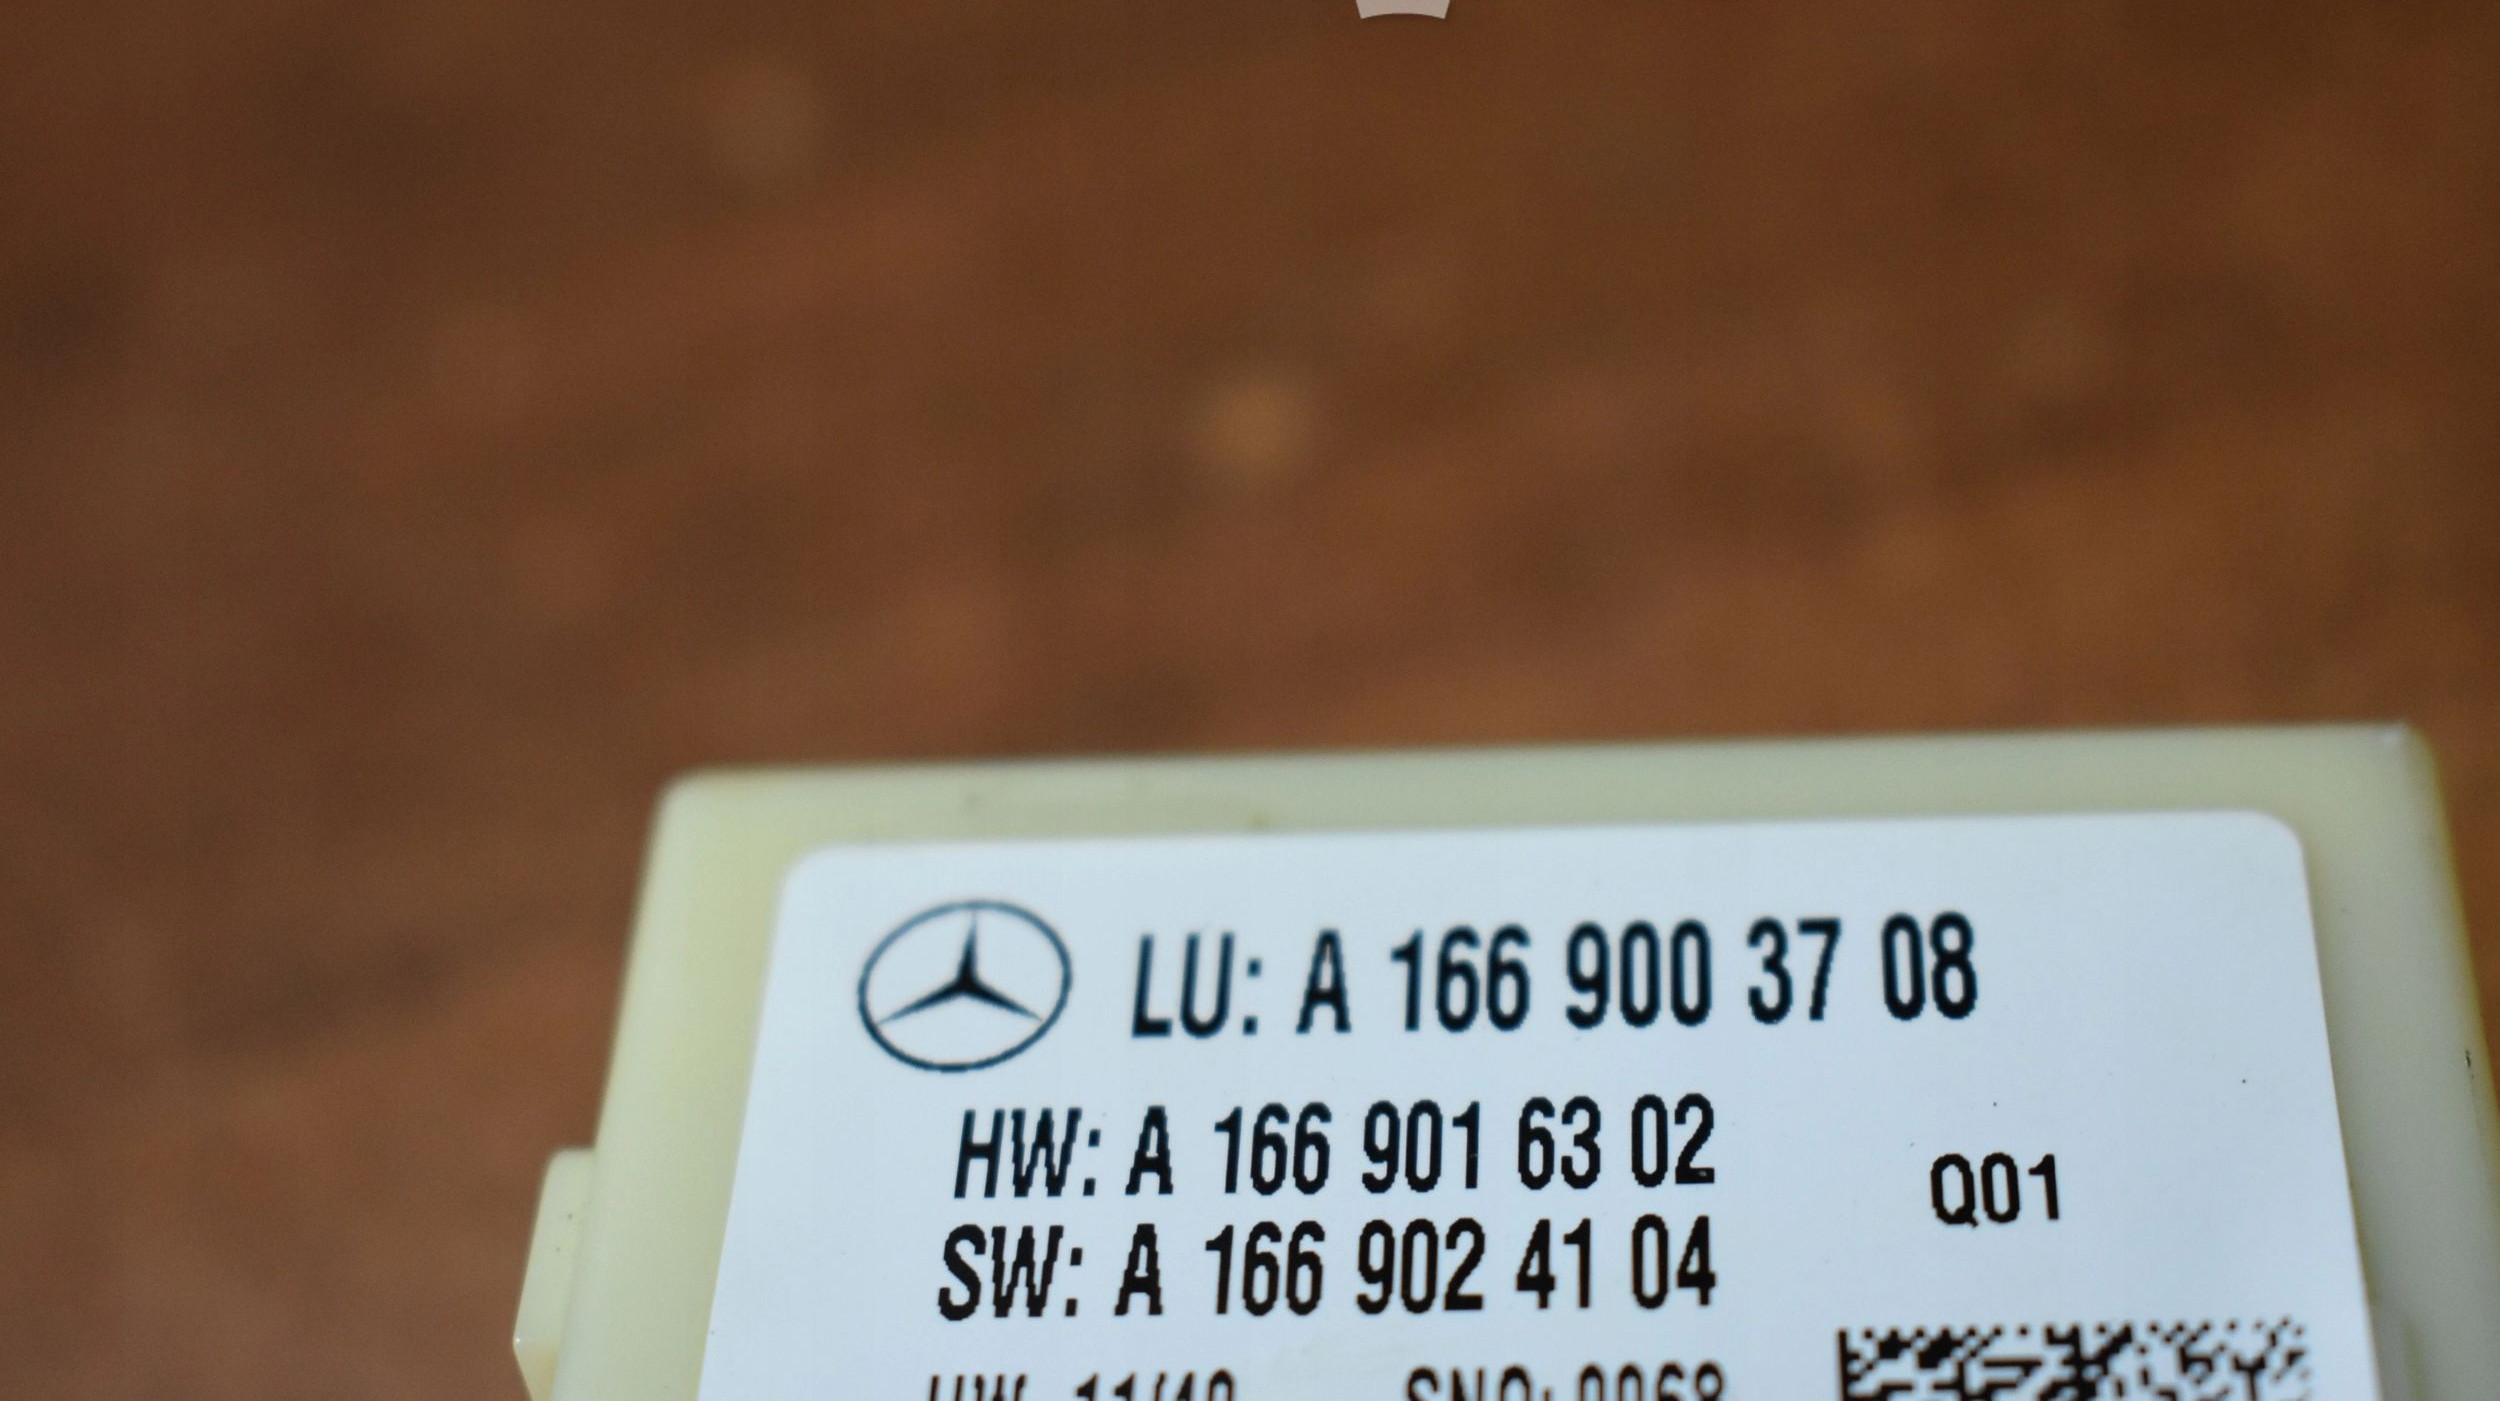 LU: A 166 900 37 08
HW: A 166 901 63 02
Q01
SW: A 166 902 41 04